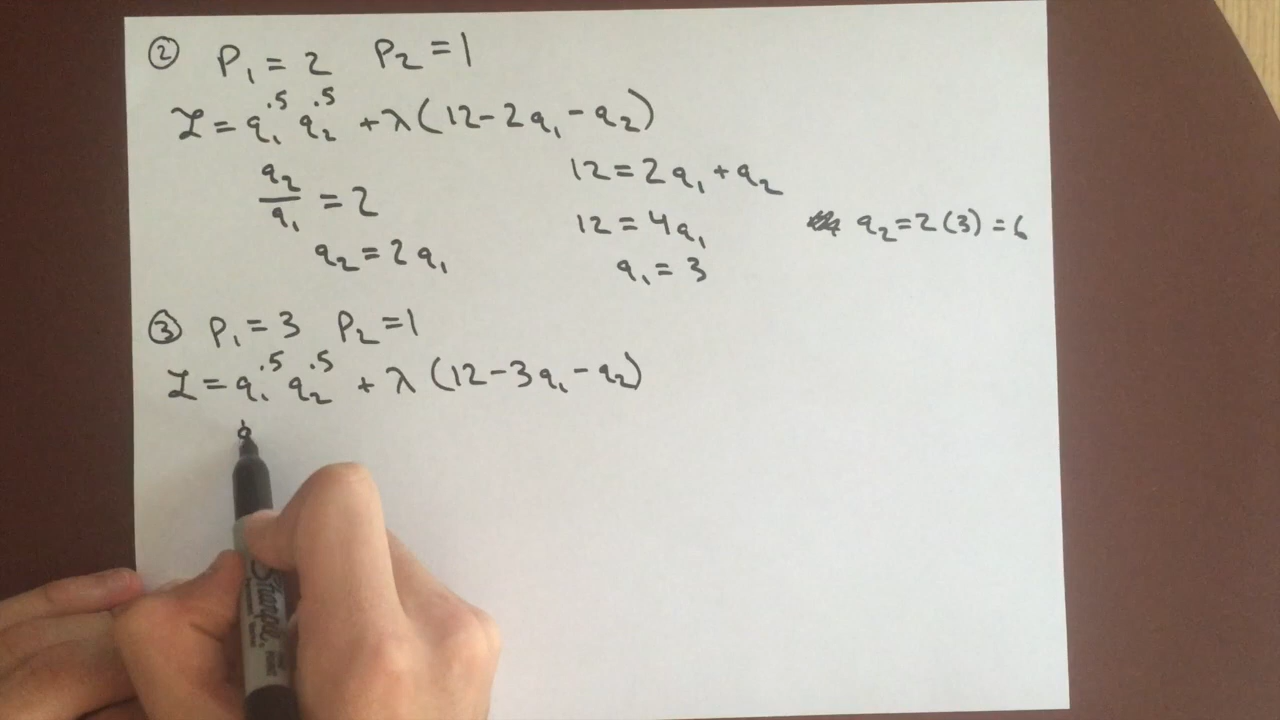 ② P₁ = 2 P₂ = 1
ℒ = q₁^.5 q₂^.5 + λ(12 - 2q₁ - q₂)
q₂/q₁ = 2
12 = 2q₁ + q₂
12 = 4q₁
q₂ = 2(3) = 6
q₂ = 2q₁
q₁ = 3
③ P₁ = 3 P₂ = 1
ℒ = q₁^.5 q₂^.5 + λ(12 - 3q₁ - q₂)
Sharpie